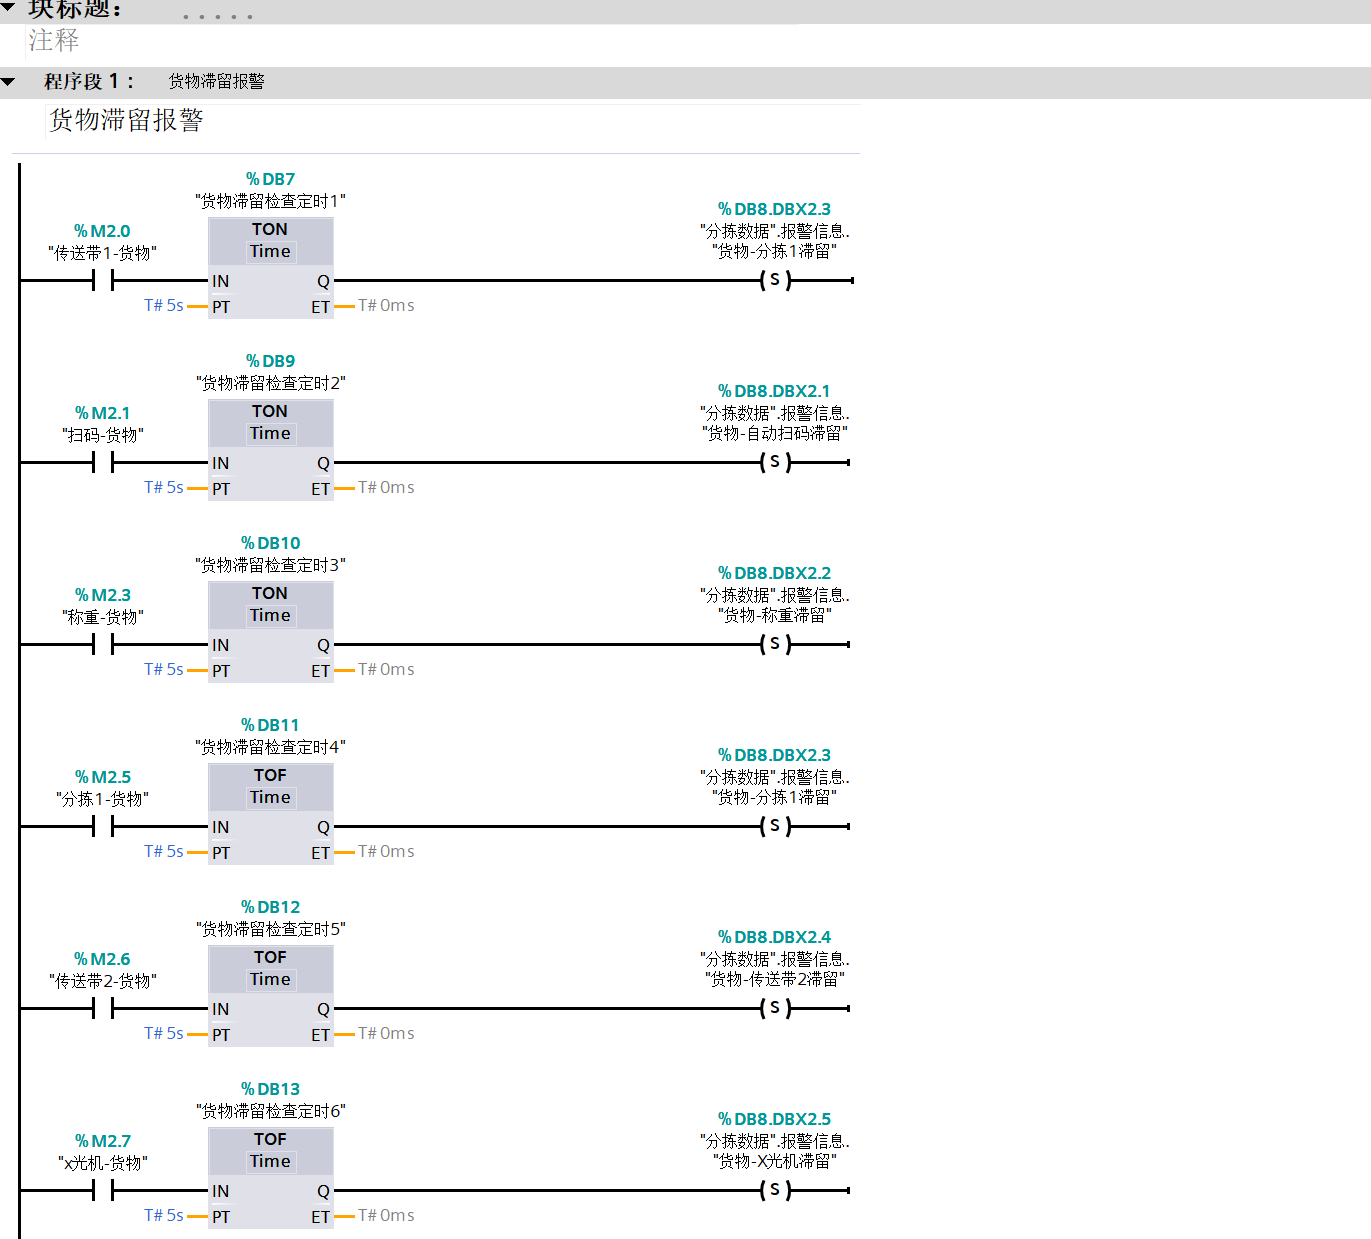 块标题： .....
注释
程序段 1： 货物滞留报警
货物滞留报警
%DB7
"货物滞留检查定时1"
%M2.0
"传送带1-货物"
TON
Time
IN
Q
T#5s
PT
ET
T#0ms
%DB8.DBX2.3
"分拣数据".报警信息.
"货物-分拣1滞留"
S
%DB9
"货物滞留检查定时2"
%M2.1
"扫码-货物"
TON
Time
IN
Q
T#5s
PT
ET
T#0ms
%DB8.DBX2.1
"分拣数据".报警信息.
"货物-自动扫码滞留"
S
%DB10
"货物滞留检查定时3"
%M2.3
"称重-货物"
TON
Time
IN
Q
T#5s
PT
ET
T#0ms
%DB8.DBX2.2
"分拣数据".报警信息.
"货物-称重滞留"
S
%DB11
"货物滞留检查定时4"
%M2.5
"分拣1-货物"
TOF
Time
IN
Q
T#5s
PT
ET
T#0ms
%DB8.DBX2.3
"分拣数据".报警信息.
"货物-分拣1滞留"
S
%DB12
"货物滞留检查定时5"
%M2.6
"传送带2-货物"
TOF
Time
IN
Q
T#5s
PT
ET
T#0ms
%DB8.DBX2.4
"分拣数据".报警信息.
"货物-传送带2滞留"
S
%DB13
"货物滞留检查定时6"
%M2.7
"x光机-货物"
TOF
Time
IN
Q
T#5s
PT
ET
T#0ms
%DB8.DBX2.5
"分拣数据".报警信息.
"货物-X光机滞留"
S